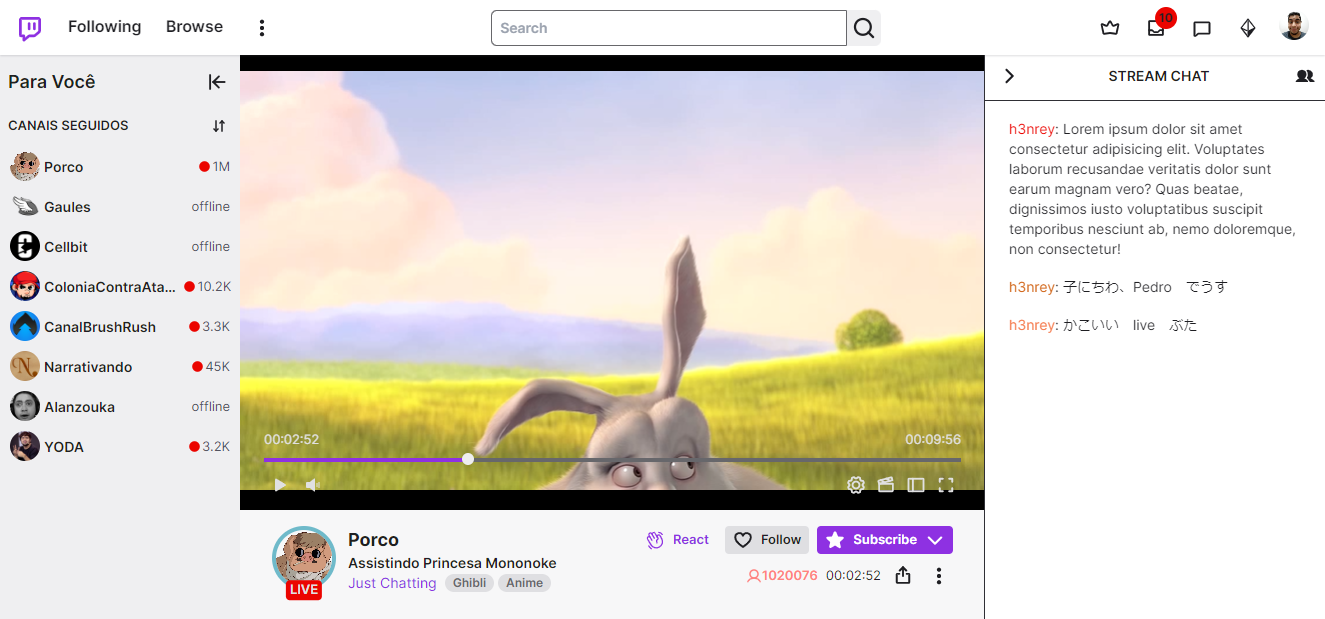 Following
Browse
Search
10
Para Você
CANAIS SEGUIDOS
Porco
1M
Gaules
offline
Cellbit
offline
ColoniaContraAta...
10.2K
CanalBrushRush
3.3K
Narrativando
45K
Alanzouka
offline
YODA
3.2K
00:02:52
00:09:56
Porco
Assistindo Princesa Mononoke
Just Chatting
Ghibli
Anime
LIVE
React
Follow
Subscribe
1020076
00:02:52
STREAM CHAT
h3nrey: Lorem ipsum dolor sit amet
consectetur adipisicing elit. Voluptates
laborum recusandae veritatis dolor sunt
earum magnam vero? Quas beatae,
dignissimos iusto voluptatibus suscipit
temporibus nesciunt ab, nemo doloremque,
non consectetur!
h3nrey: 子にちわ、Pedro　でうす
h3nrey: かこいい　live　ぶた